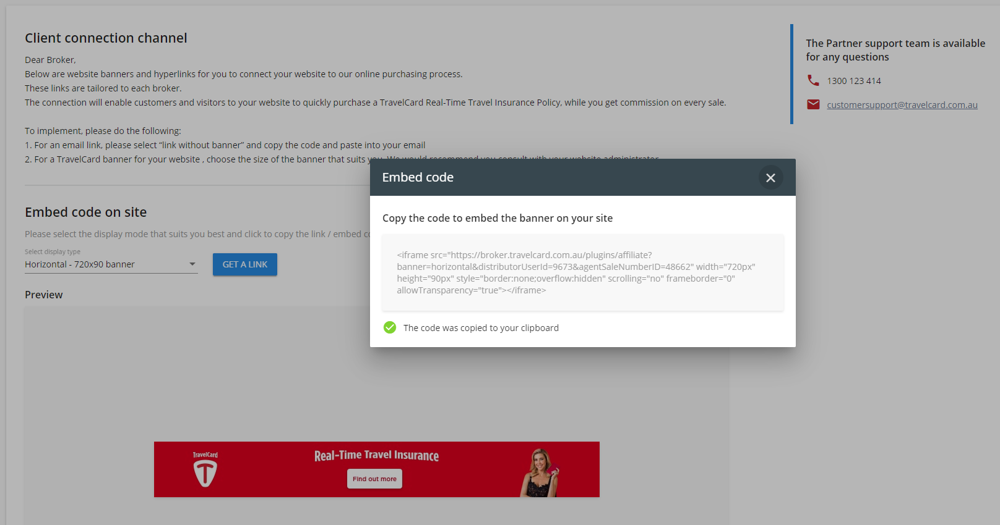 Client connection channel
Dear Broker,
Below are website banners and hyperlinks for you to connect your website to our online purchasing process.
These links are tailored to each broker.
The connection will enable customers and visitors to your website to quickly purchase a TravelCard Real-Time Travel Insurance Policy, while you get commission on every sale.
To implement, please do the following:
1. For an email link, please select “link without banner” and copy the code and paste into your email
2. For a TravelCard banner for your website , choose the size of the banner that suits you. We would recommend you consult with your website administrator
The Partner support team is available
for any questions
1300 123 414
customersupport@travelcard.com.au
Embed code on site
Please select the display mode that suits you best and click to copy the link / embed
Select display type
Horizontal - 720x90 banner
GET A LINK
Preview
Embed code
Copy the code to embed the banner on your site
<iframe src="https://broker.travelcard.com.au/plugins/affiliate?
banner=horizontal&distributorUserId=9673&agentSaleNumberID=48662" width="720px"
height="90px" style="border:none;overflow:hidden" scrolling="no" frameborder="0"
allowTransparency="true"></iframe>
The code was copied to your clipboard
TravelCard
T
Real-Time Travel Insurance
Find out more